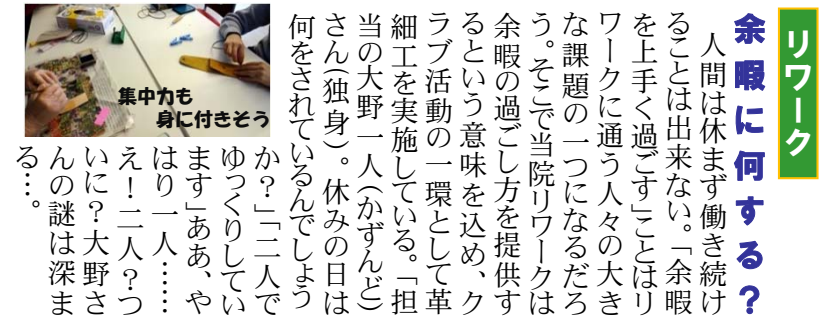 リワーク
余暇に何する？
人間は休まず働き続け
ることは出来ない。「余暇
を上手く過ごす」ことはリ
ワークに通う人々の大き
な課題の一つになるだろ
う。そこで当院リワークは
余暇の過ごし方を提供す
るという意味を込め、ク
ラブ活動の一環として革
細工を実施している。「担
当の大野一人(かずんど)
さん(独身)。休みの日は
何をされているんでしょう
か？」「二人で
ゆっくりしてい
ます」ああ、や
はり一人……
え！二人？つ
いに？大野さ
んの謎は深ま
る…。
集中力も
身に付きそう